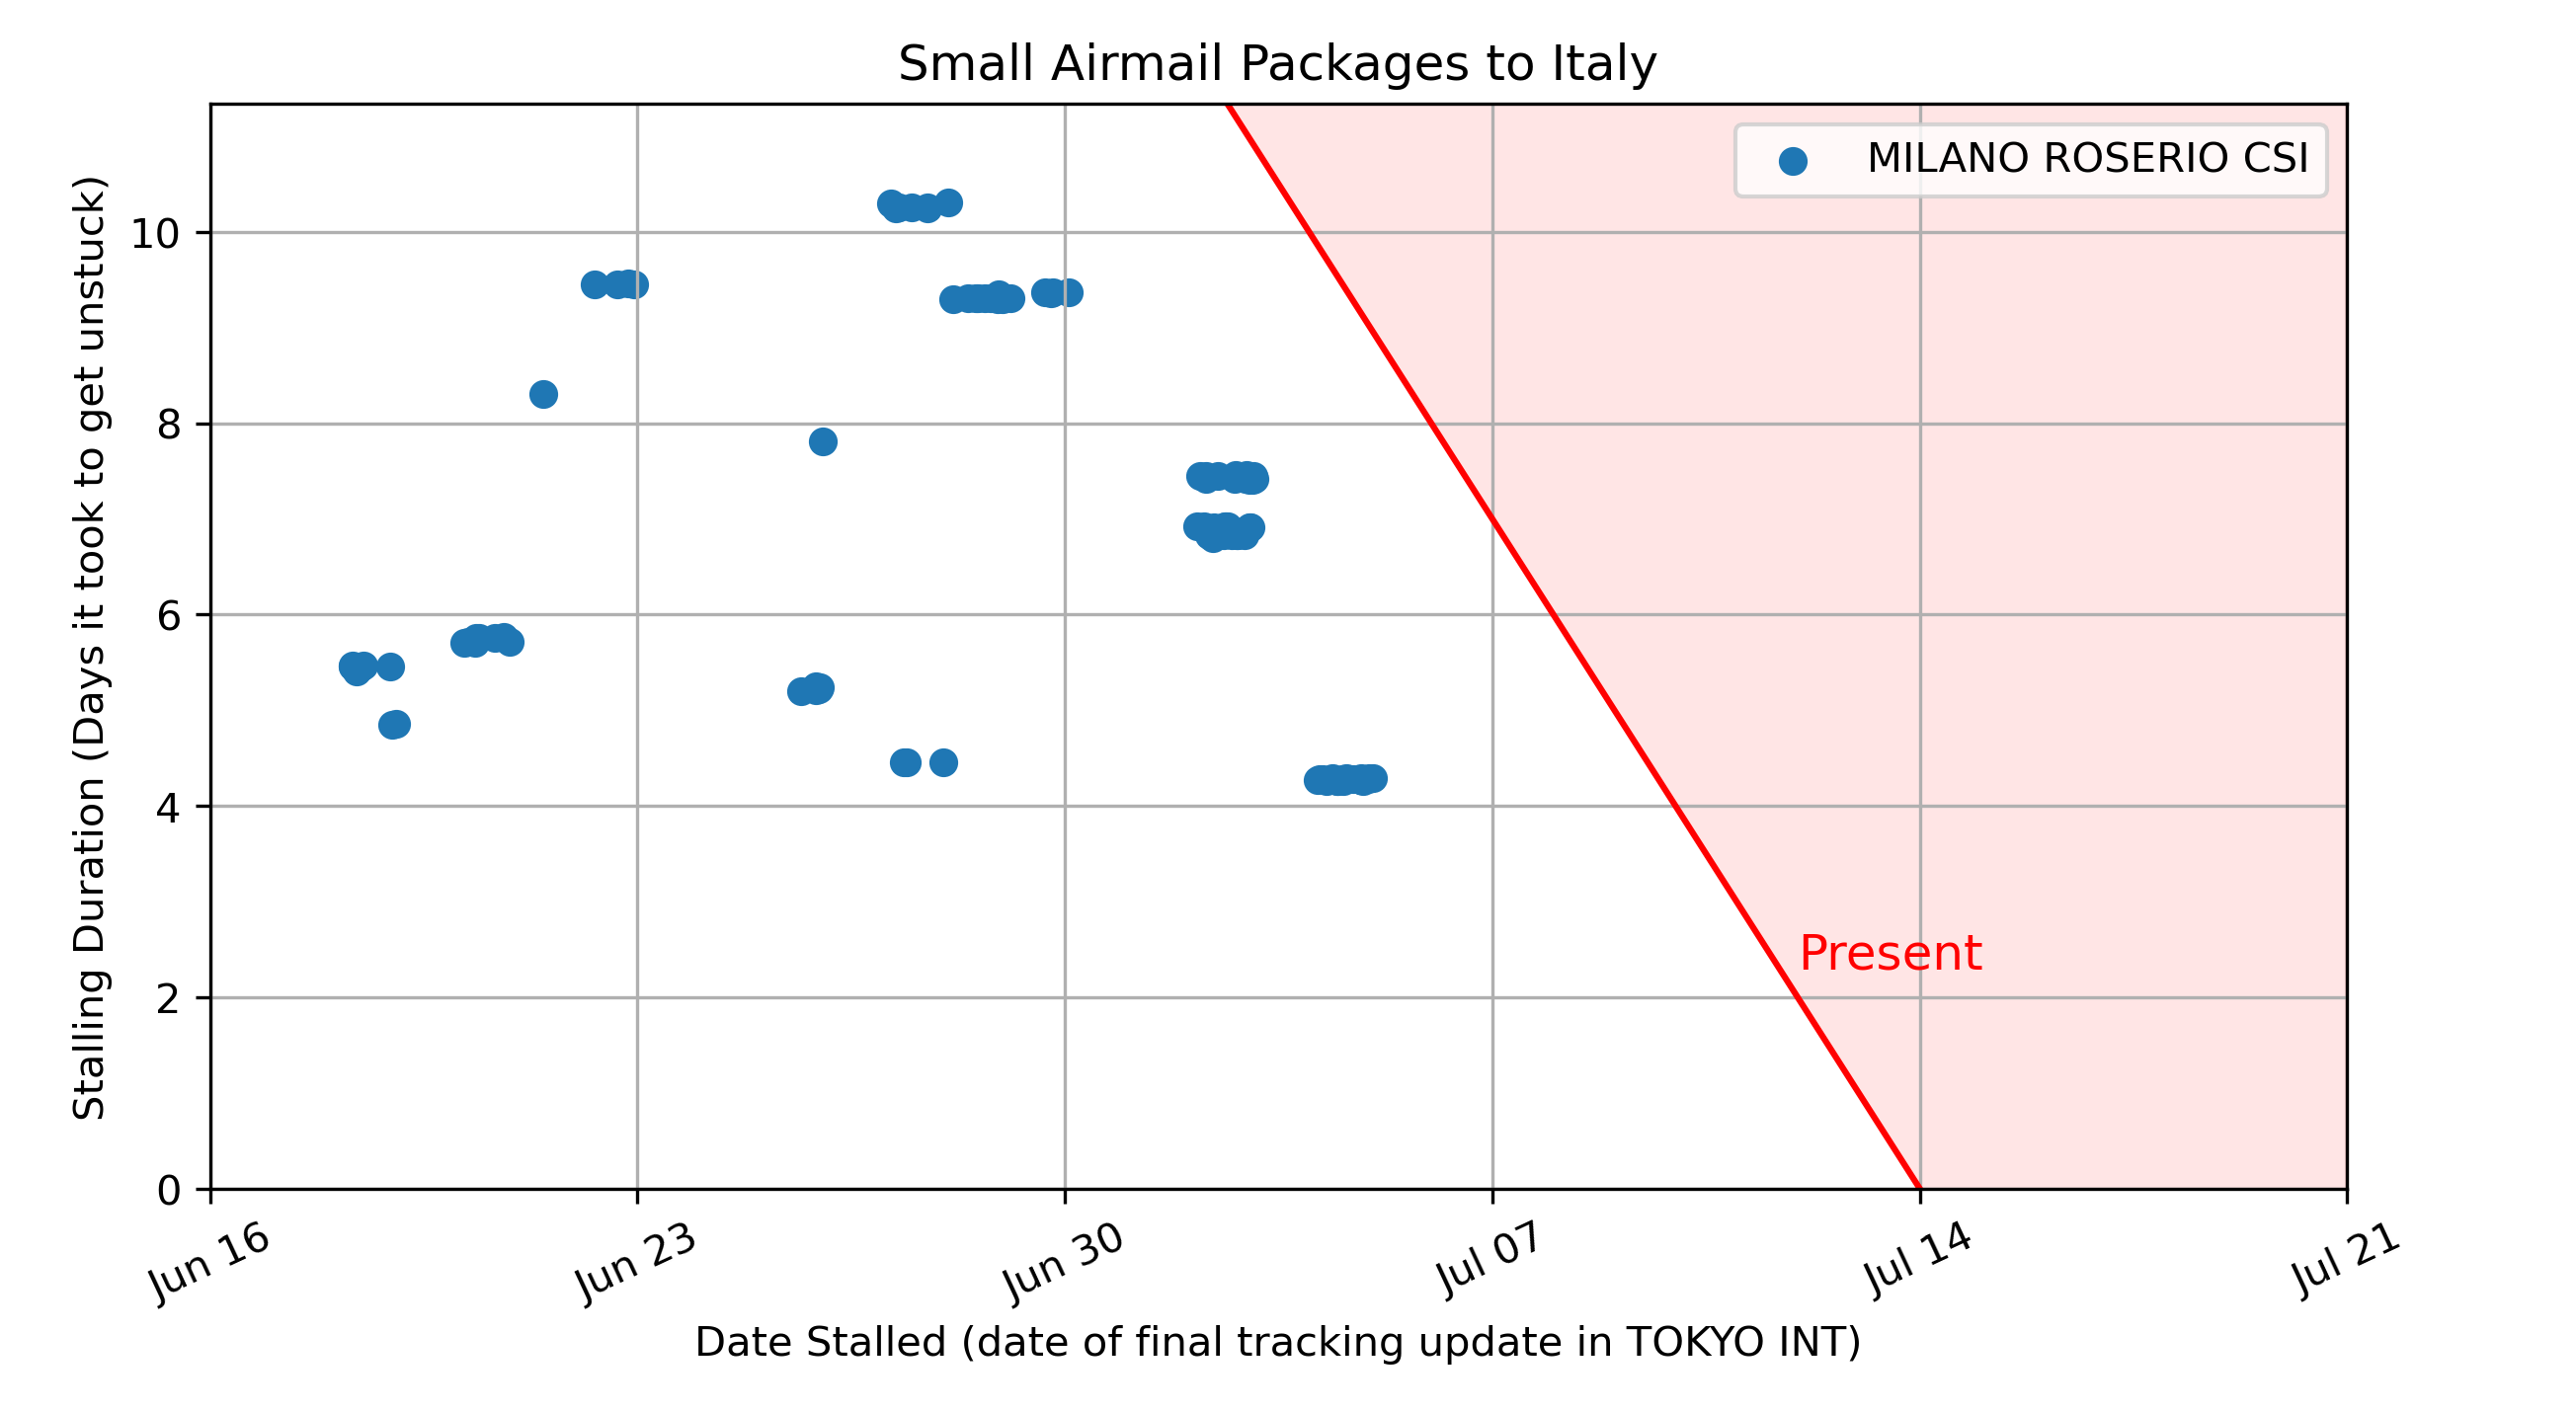 Small Airmail Packages to Italy
MILANO ROSERIO CSI
Stalling Duration (Days it took to get unstuck)
10
8
6
4
2
0
Present
Jun 16
Jun 23
Jun 30
Jul 07
Jul 14
Jul 21
Date Stalled (date of final tracking update in TOKYO INT)